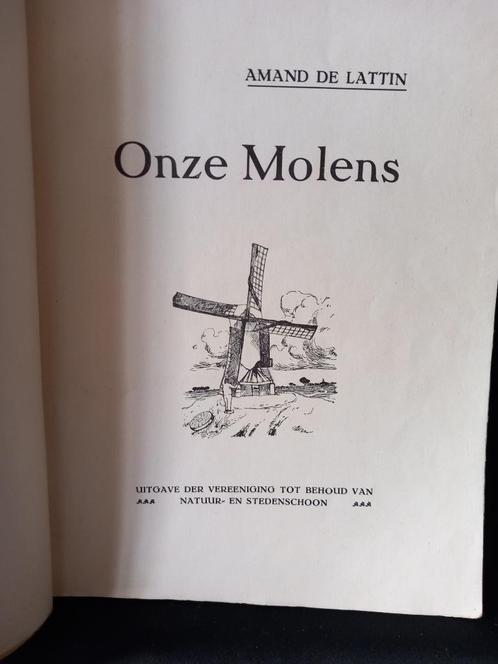 AMAND DE LATTIN
Onze Molens
UITGAVE DER VEREENIGING TOT BEHOUD VAN
NATUUR- EN STEDENSCHOON